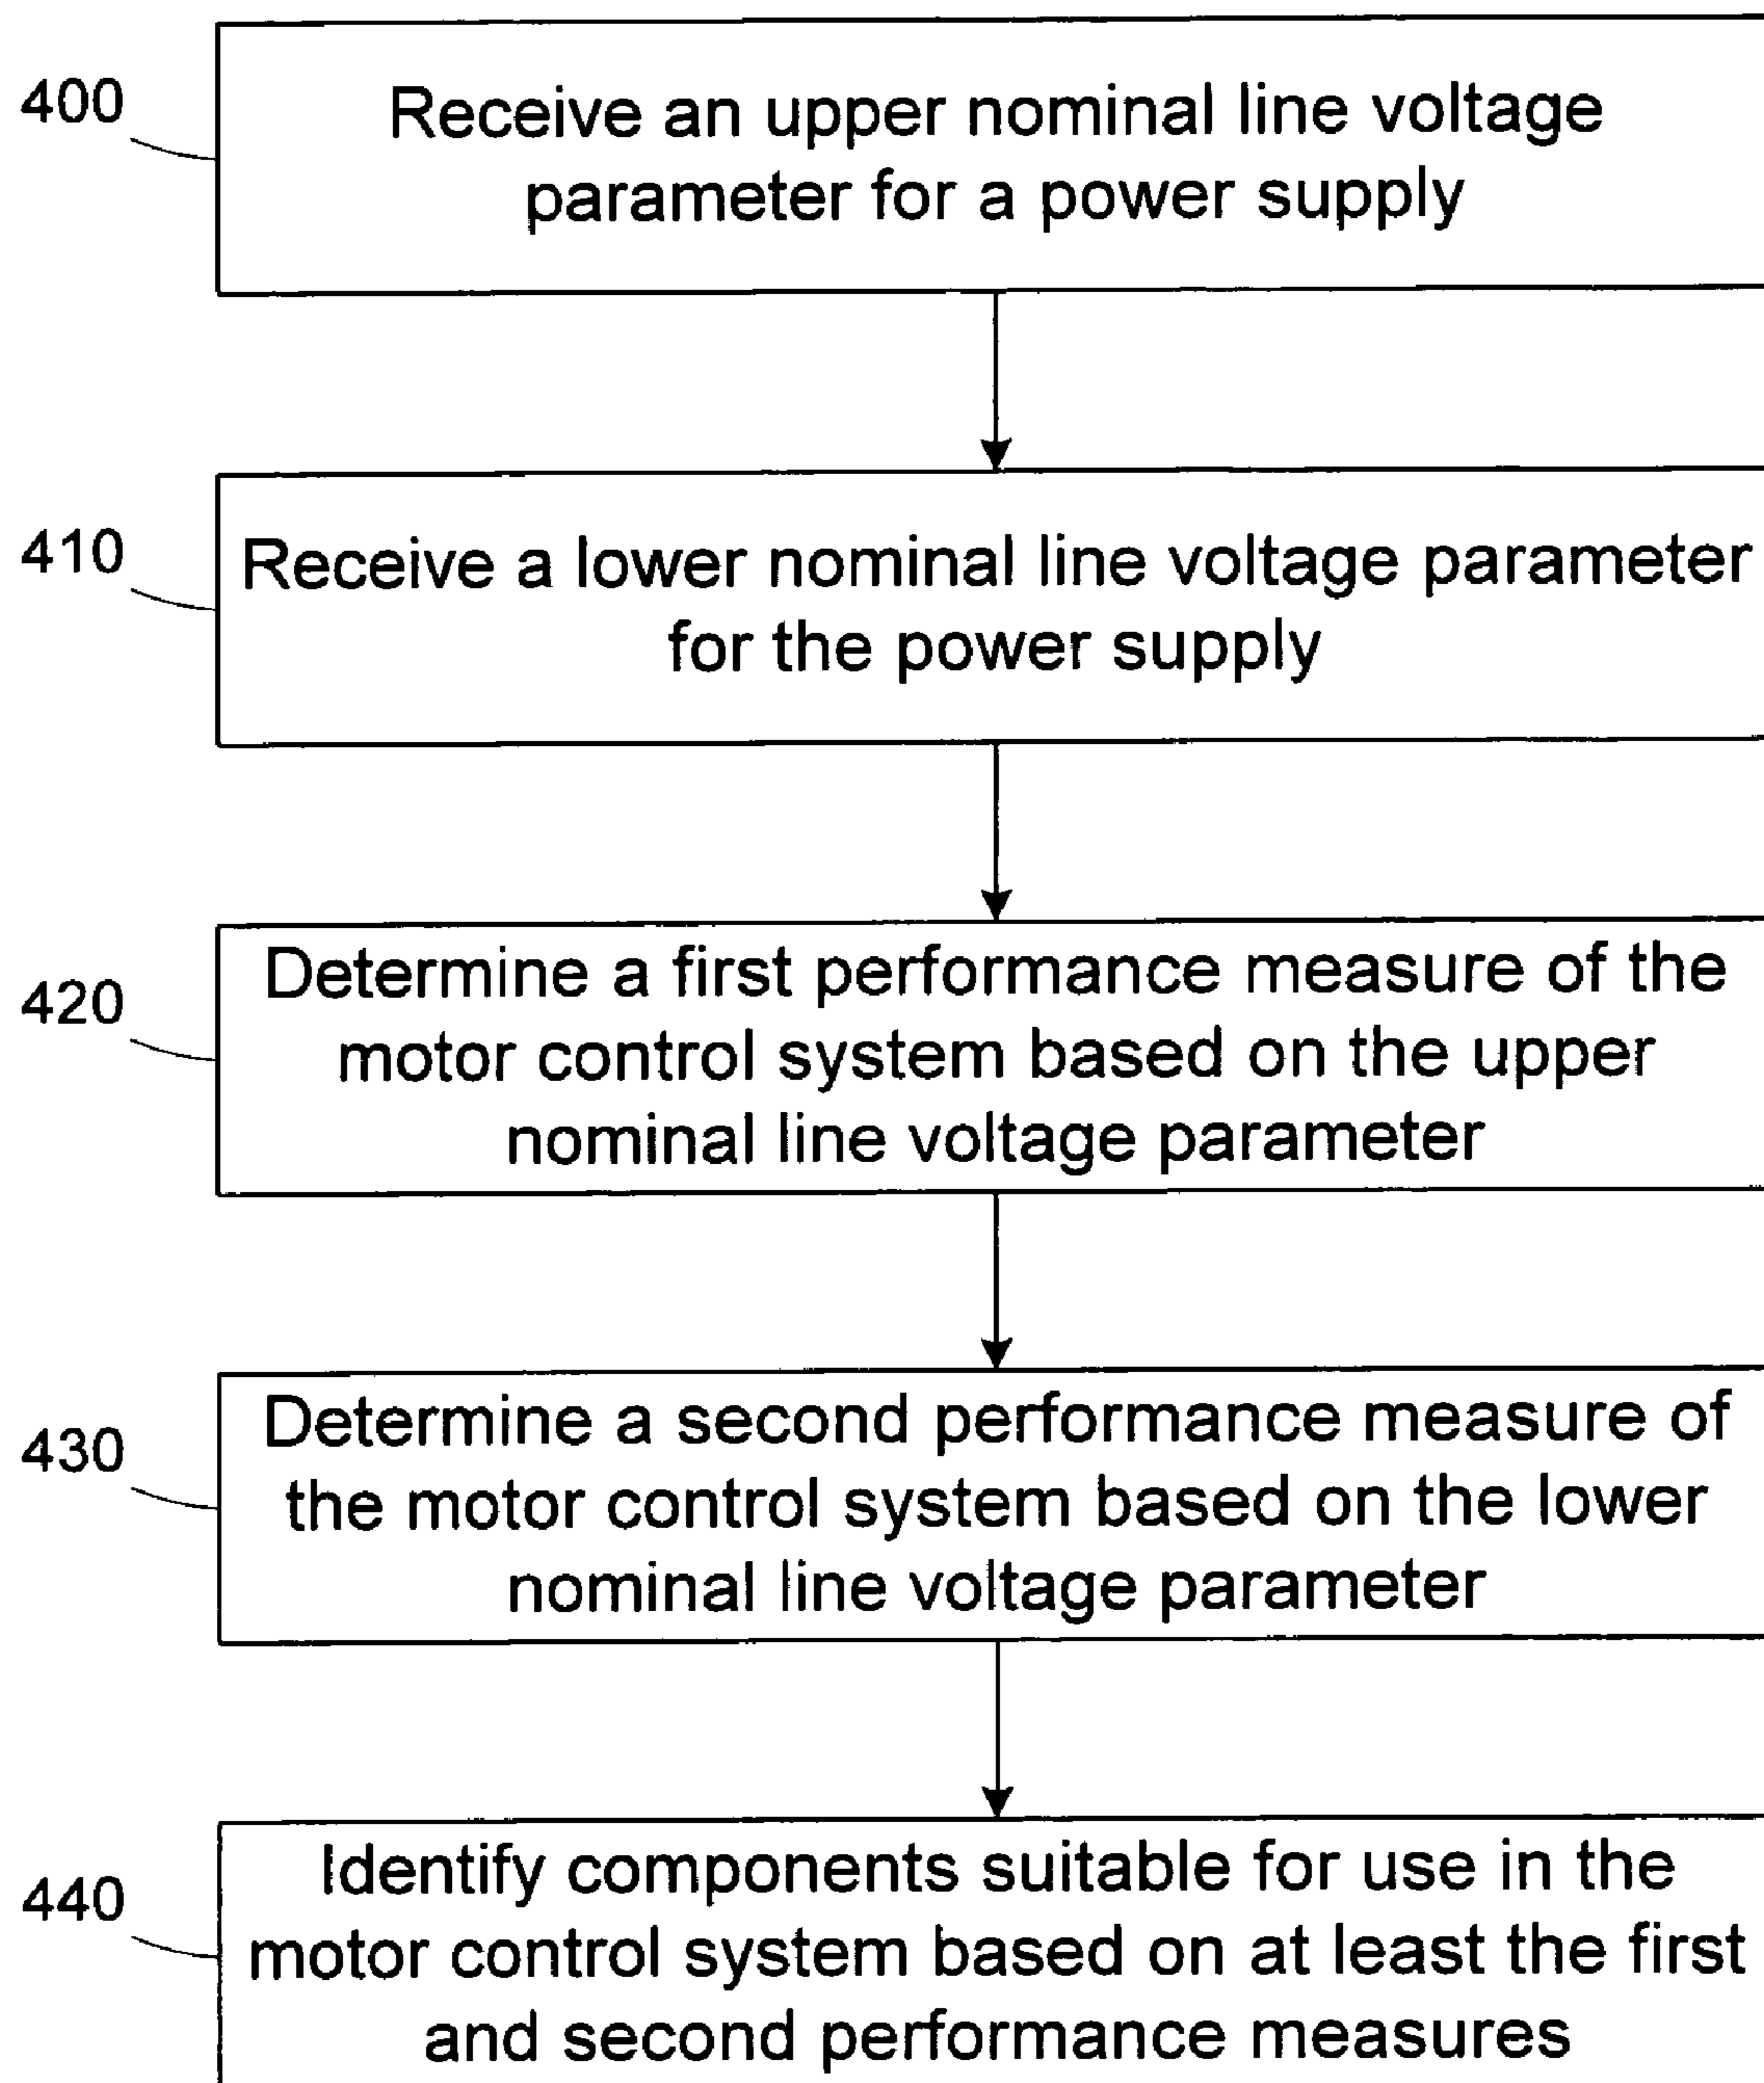 400
Receive an upper nominal line voltage
parameter for a power supply
410
Receive a lower nominal line voltage parameter
for the power supply
420
Determine a first performance measure of the
motor control system based on the upper
nominal line voltage parameter
430
Determine a second performance measure of
the motor control system based on the lower
nominal line voltage parameter
440
Identify components suitable for use in the
motor control system based on at least the first
and second performance measures